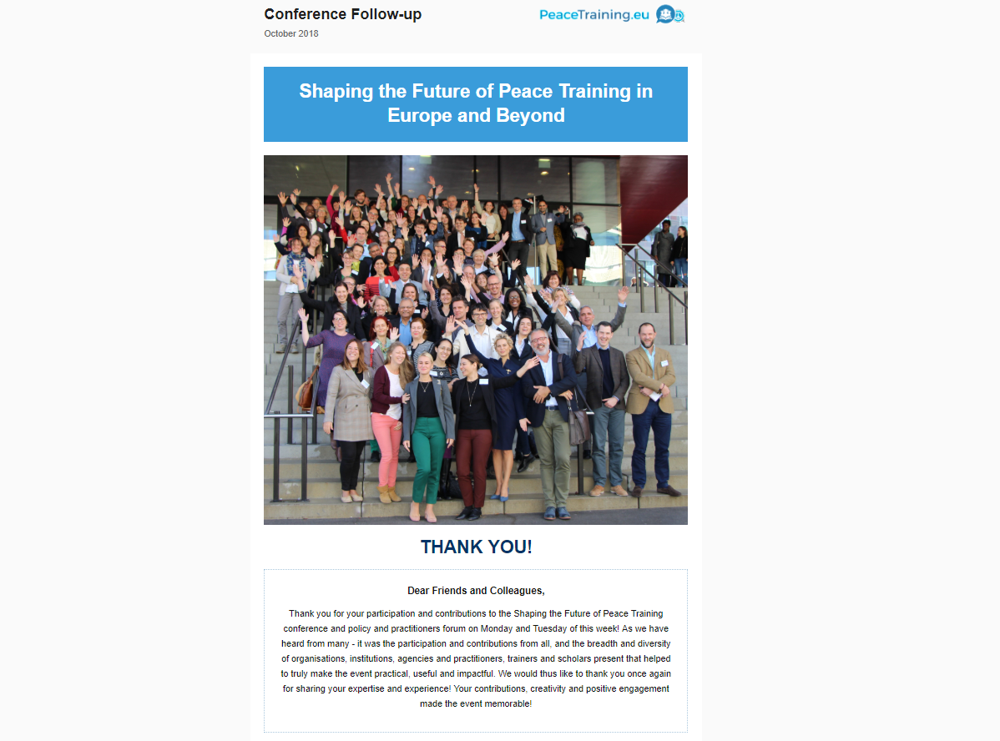 Conference Follow-up
PeaceTraining.eu
October 2018
Shaping the Future of Peace Training in
Europe and Beyond
THANK YOU!
Dear Friends and Colleagues,
Thank you for your participation and contributions to the Shaping the Future of Peace Training
conference and policy and practitioners forum on Monday and Tuesday of this week! As we have
heard from many - it was the participation and contributions from all, and the breadth and diversity
of organisations, institutions, agencies and practitioners, trainers and scholars present that helped
to truly make the event practical, useful and impactful. We would thus like to thank you once again
for sharing your expertise and experience! Your contributions, creativity and positive engagement
made the event memorable!